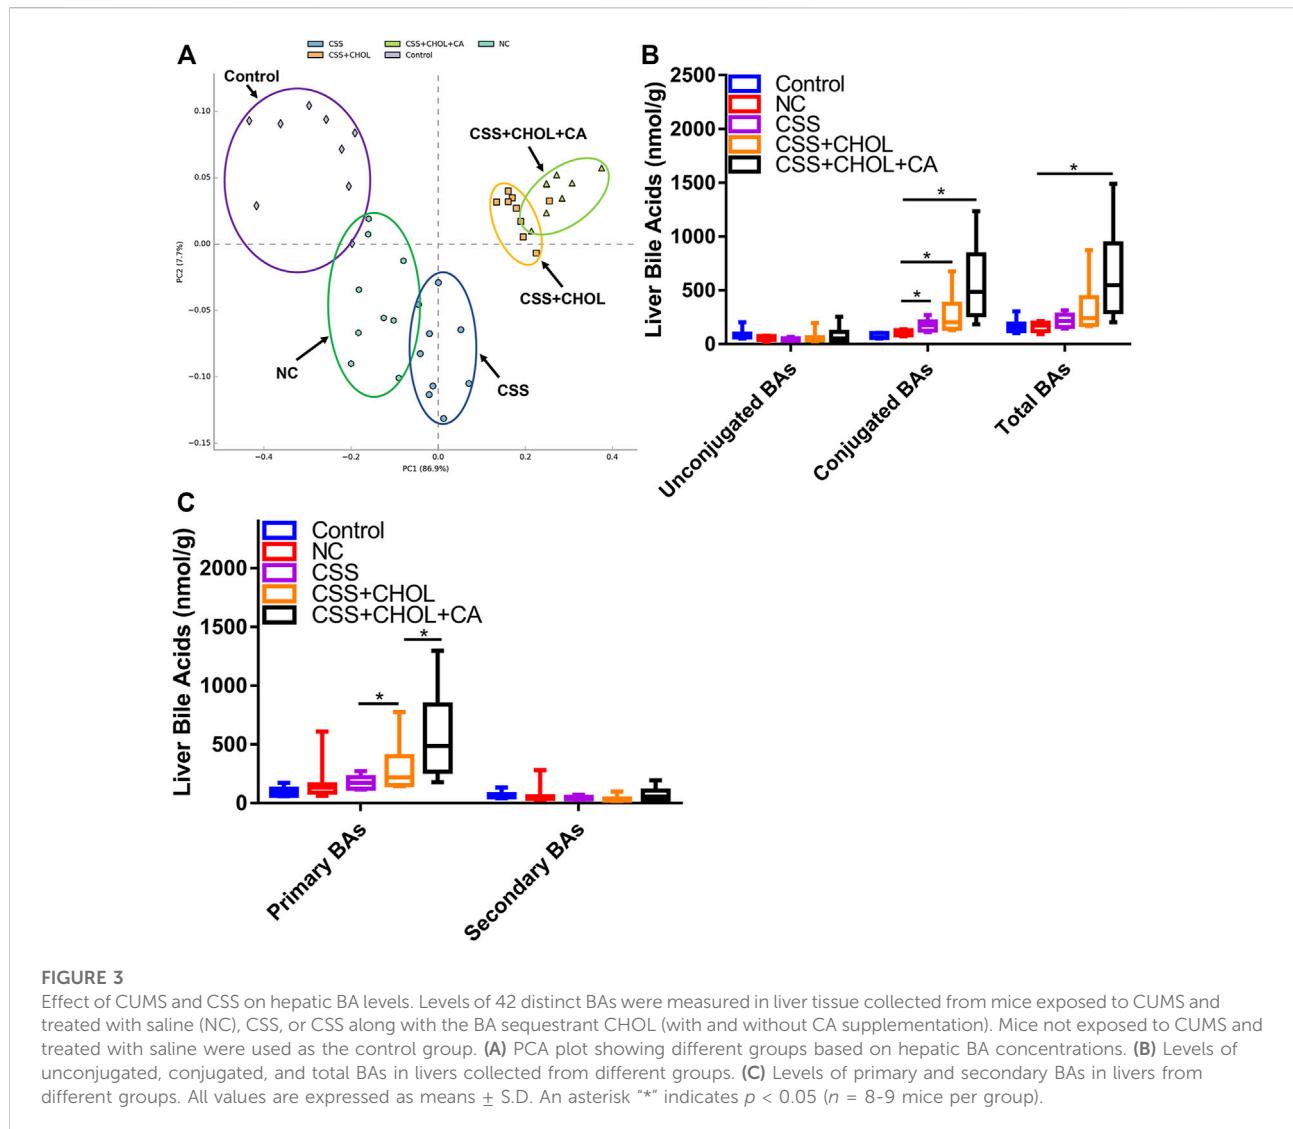 A
CSS
CSS+CHOL+CA
NC
CSS+CHOL
Control
Control
CSS+CHOL+CA
CSS+CHOL
NC
CSS
PC2 (7.7%)
0.10
0.05
0.00
−0.05
−0.10
−0.15
−0.4
−0.2
0.0
0.2
0.4
PC1 (86.9%)
B
Liver Bile Acids (nmol/g)
2500
2000
1500
1000
500
0
Control
NC
CSS
CSS+CHOL
CSS+CHOL+CA
*
*
*
*
Unconjugated BAs
Conjugated BAs
Total BAs
C
Liver Bile Acids (nmol/g)
2000
1500
1000
500
0
Control
NC
CSS
CSS+CHOL
CSS+CHOL+CA
*
*
Primary BAs
Secondary BAs
FIGURE 3
Effect of CUMS and CSS on hepatic BA levels. Levels of 42 distinct BAs were measured in liver tissue collected from mice exposed to CUMS and
treated with saline (NC), CSS, or CSS along with the BA sequestrant CHOL (with and without CA supplementation). Mice not exposed to CUMS and
treated with saline were used as the control group. (A) PCA plot showing different groups based on hepatic BA concentrations. (B) Levels of
unconjugated, conjugated, and total BAs in livers collected from different groups. (C) Levels of primary and secondary BAs in livers from
different groups. All values are expressed as means ± S.D. An asterisk "*" indicates p < 0.05 (n = 8-9 mice per group).